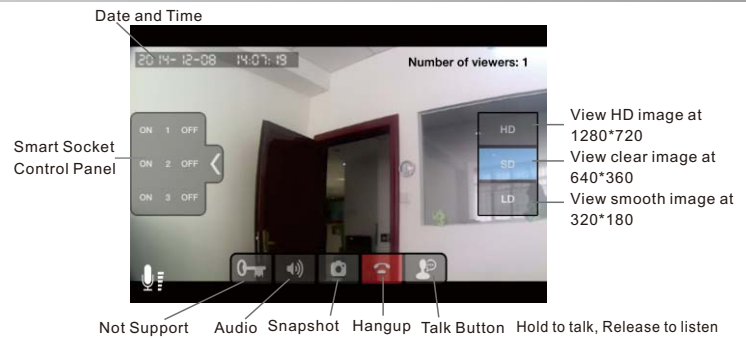 Date and Time
2014-12-08 14:07:19
Number of viewers: 1
ON 1 OFF
ON 2 OFF
ON 3 OFF
Smart Socket
Control Panel
HD
SD
LD
View HD image at
1280*720
View clear image at
640*360
View smooth image at
320*180
Not Support Audio Snapshot Hangup Talk Button Hold to talk, Release to listen